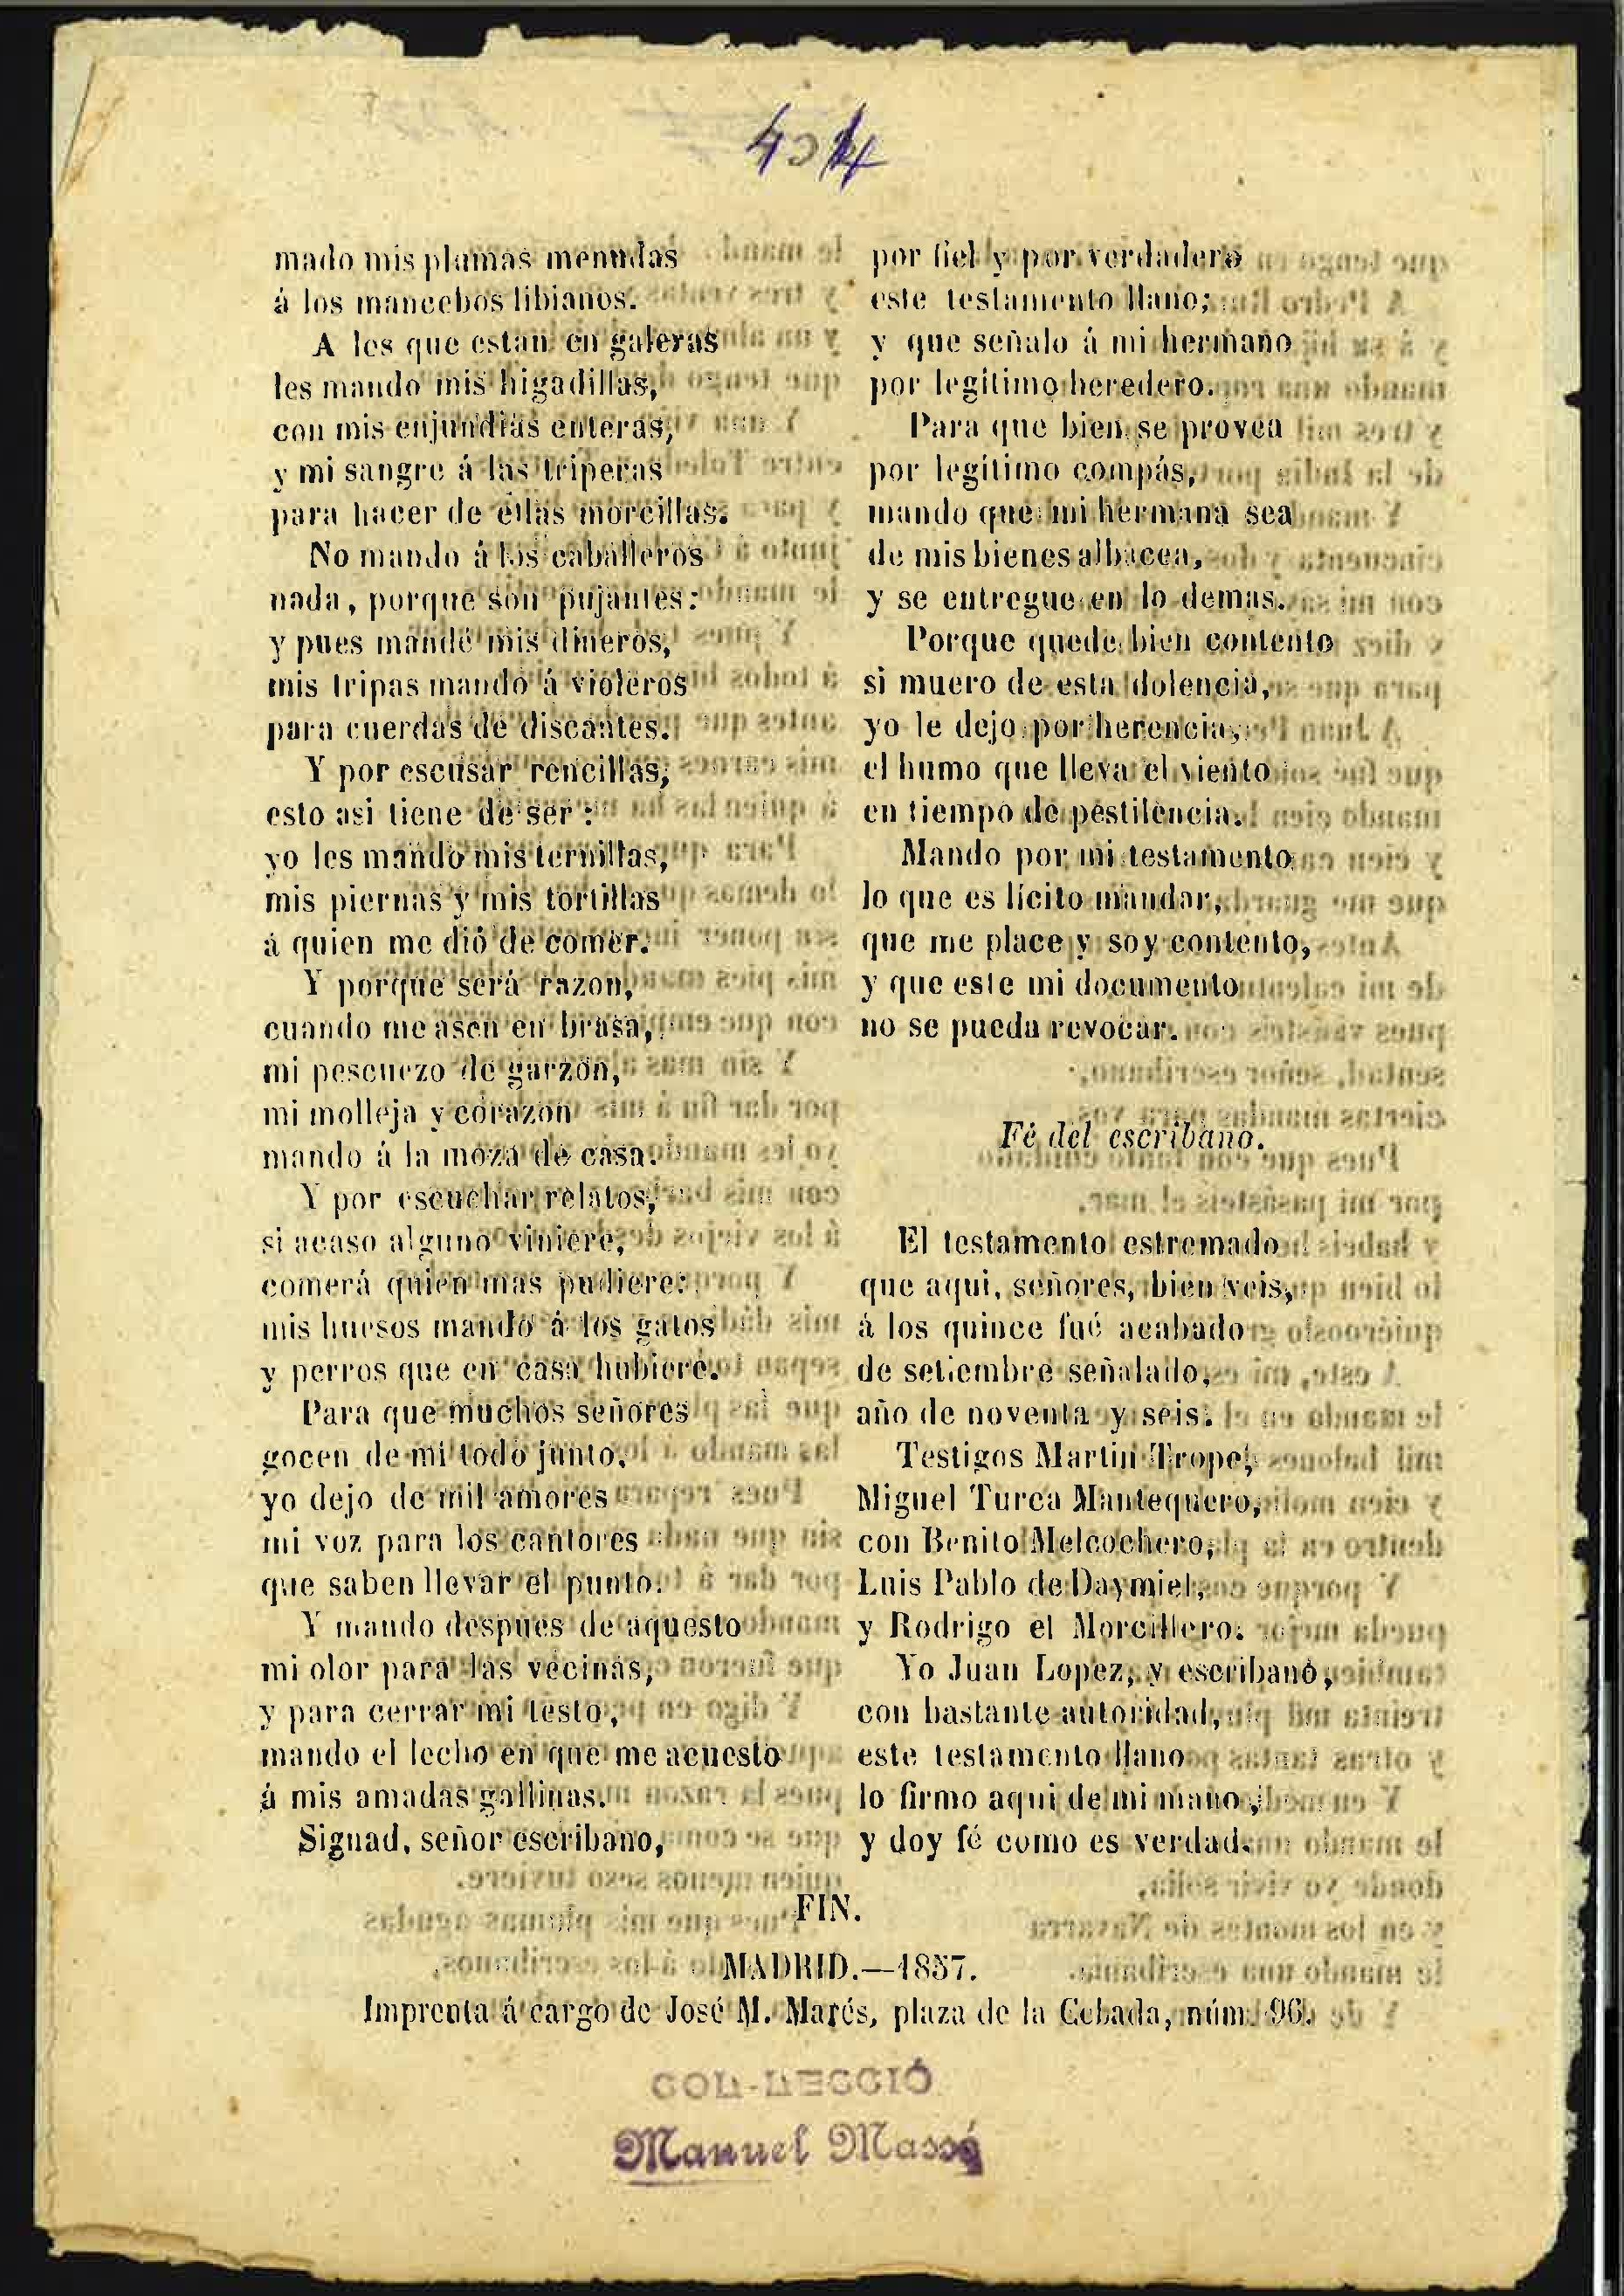 mado mis plumas menudas
á los mancebos libianos.
A les que estan en galeras
les mando mis higadillas,
con mis enjundias enteras,
y mi sangre á las triperas
para hacer de ellas morcillas.
No mando á los caballeros
nada, porque son pujantes:
y pues mandé mis dineros,
mis tripas mando á violeros
para cuerdas de discantes.
Y por escusar rencillas,
esto asi tiene de ser:
yo les mando mis ternillas,
mis piernas y mis tortillas
á quien me dió de comer.
Y porque será razon,
cuando me asen en brasa,
mi pescuezo de garzon,
mi molleja y corazon
mando á la moza de casa.
Y por escuchar relatos,
si acaso alguno viniere,
comerá quien mas pudiere:
mis huesos mando á los gatos
y perros que en casa hubiere.
Para que muchos señores
gocen de mi todo junto,
yo dejo de mil amores
mi voz para los cantores
que saben llevar el punto.
Y mando despues de aquesto
mi olor para las vecinas,
y para cerrar mi testo,
mando el lecho en que me acuesto
á mis amadas gallinas.
Signad, señor escribano,
por fiel y por verdadero
este testamento llano;
y que señalo á mi hermano
por legítimo heredero.
Para que bien se provea
por legítimo compás,
mando que mi hermana sea
de mis bienes albacea,
y se entregue en lo demas.
Porque quede bien contento
si muero de esta dolencia,
yo le dejo por herencia,
el humo que lleva el viento
en tiempo de pestilencia.
Mando por mi testamento
lo que es lícito mandar,
que me place y soy contento,
y que este mi documento
no se pueda revocar.
Fé del escribano.
El testamento estremado
que aqui, señores, bien veis,
á los quince fué acabado
de setiembre señalado,
año de noventa y seis.
Testigos Martin Trope,
Miguel Turca Mantequero,
con Benito Melcochero,
Luis Pablo de Daymiel,
y Rodrigo el Morcillero.
Yo Juan Lopez, y escribano,
con bastante autoridad,
este testamento llano
lo firmo aqui de mi mano,
y doy fé como es verdad.
FIN.
MADRID.—1857.
Imprenta á cargo de José M. Marés, plaza de la Cebada, núm. 96.
COL-LECCIÓ
Manuel Massó